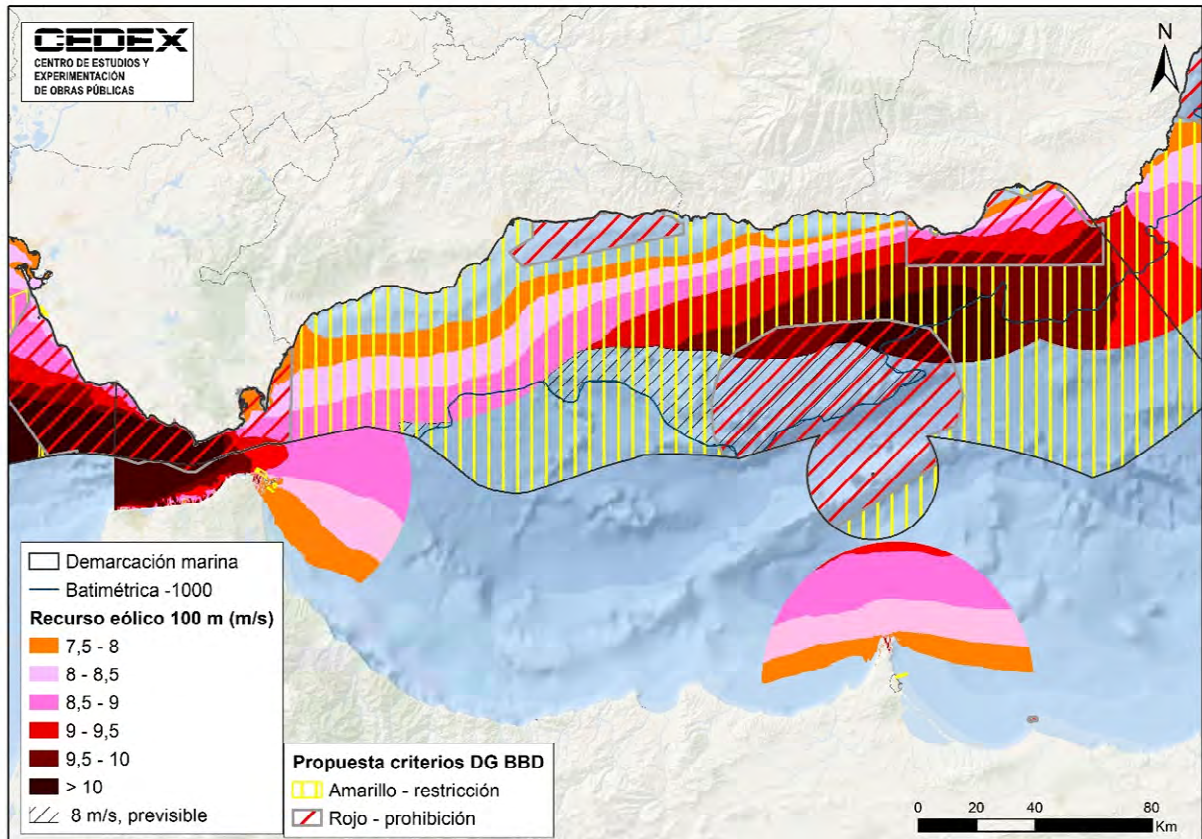 CEDEX
CENTRO DE ESTUDIOS Y
EXPERIMENTACIÓN
DE OBRAS PÚBLICAS
N
Demarcación marina
Batimétrica -1000
Recurso eólico 100 m (m/s)
7,5 - 8
8 - 8,5
8,5 - 9
9 - 9,5
9,5 - 10
> 10
8 m/s, previsible
Propuesta criterios DG BBD
Amarillo - restricción
Rojo - prohibición
0 20 40 80
Km